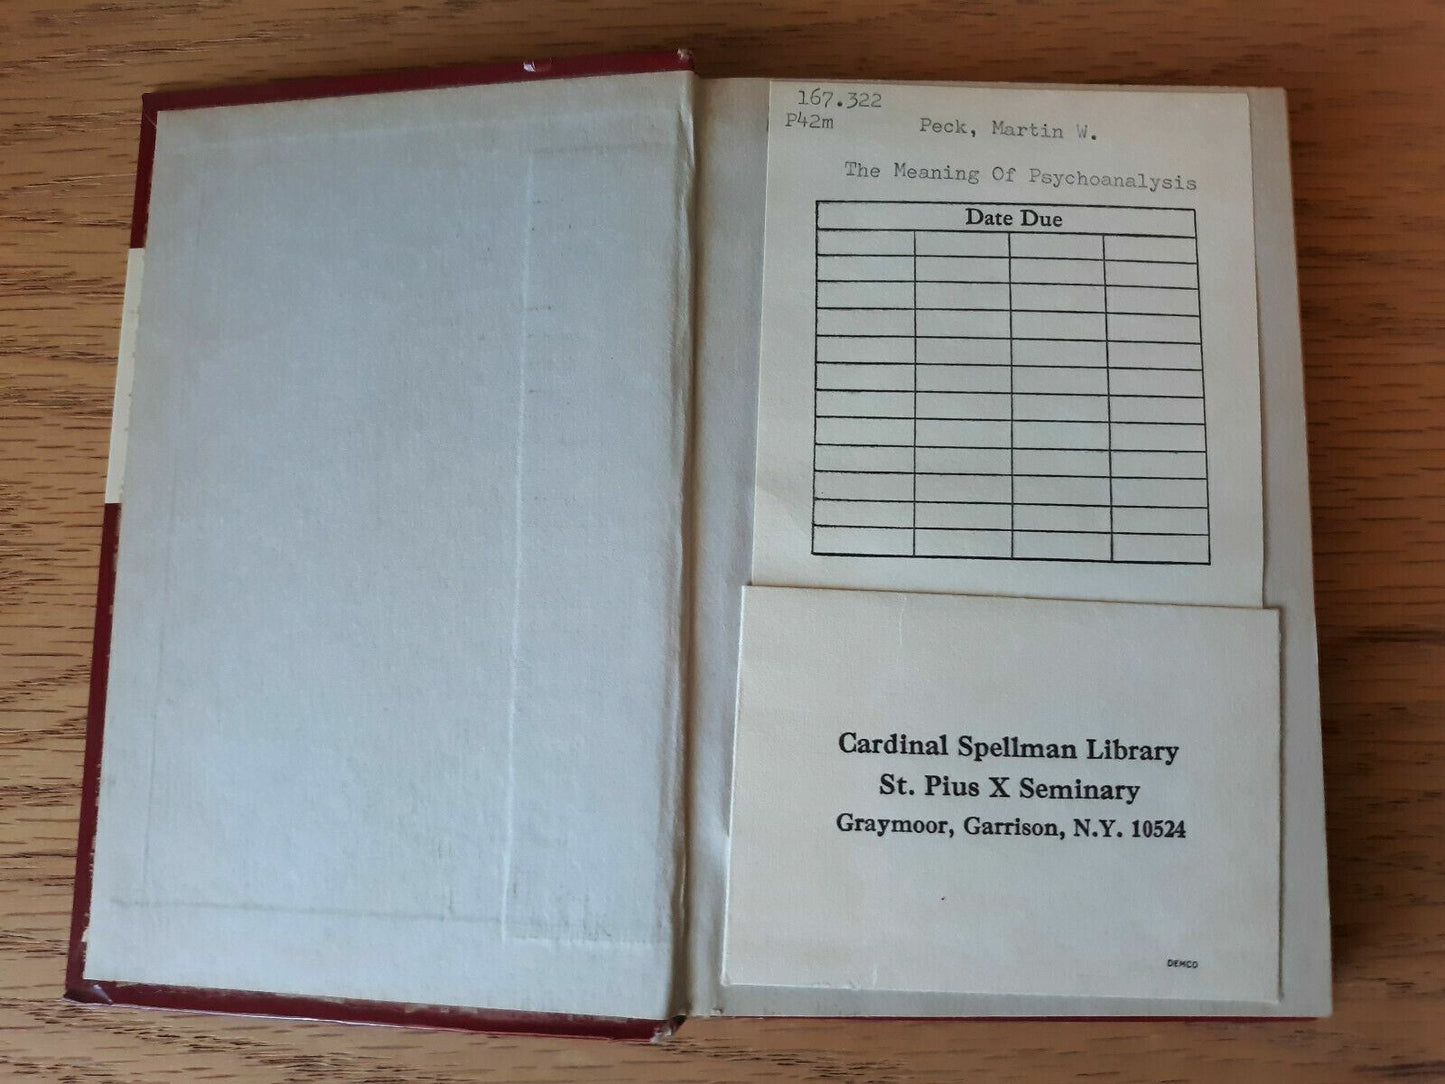 167.322
P42m Peck, Martin W.
The Meaning Of Psychoanalysis
Date Due
Cardinal Spellman Library
St. Pius X Seminary
Graymoor, Garrison, N.Y. 10524
DEMCO